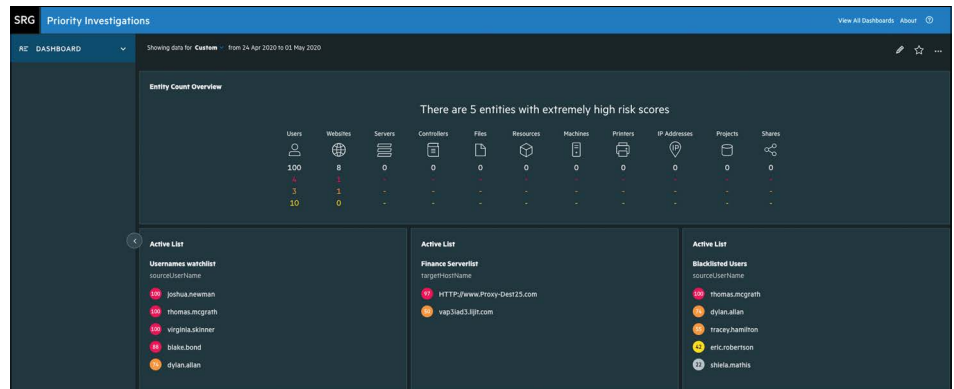 SRG Priority Investigations View All Dashboards About ?
RE DASHBOARD Showing data for Custom from 24 Apr 2020 to 01 May 2020
Entity Count Overview
There are 5 entities with extremely high risk scores
Users Websites Servers Controllers Files Resources Machines Printers IP Addresses Projects Shares
IP
100 8 0 0 0 0 0 0 0 0 0
4 1 - - - - - - - - -
3 1 - - - - - - - - -
10 0 - - - - - - - - -
Active List
Usernames watchlist
sourceUserName
100 joshua.newman
100 thomas.mcgrath
100 virginia.skinner
88 blake.bond
76 dylan.allan
Active List
Finance Serverlist
targetHostName
97 HTTP://www.Proxy-Dest25.com
vap3iad3.lijit.com
Active List
Blacklisted Users
sourceUserName
100 thomas.mcgrath
76 dylan.allan
tracey.hamilton
42 eric.robertson
22 shiela.mathis